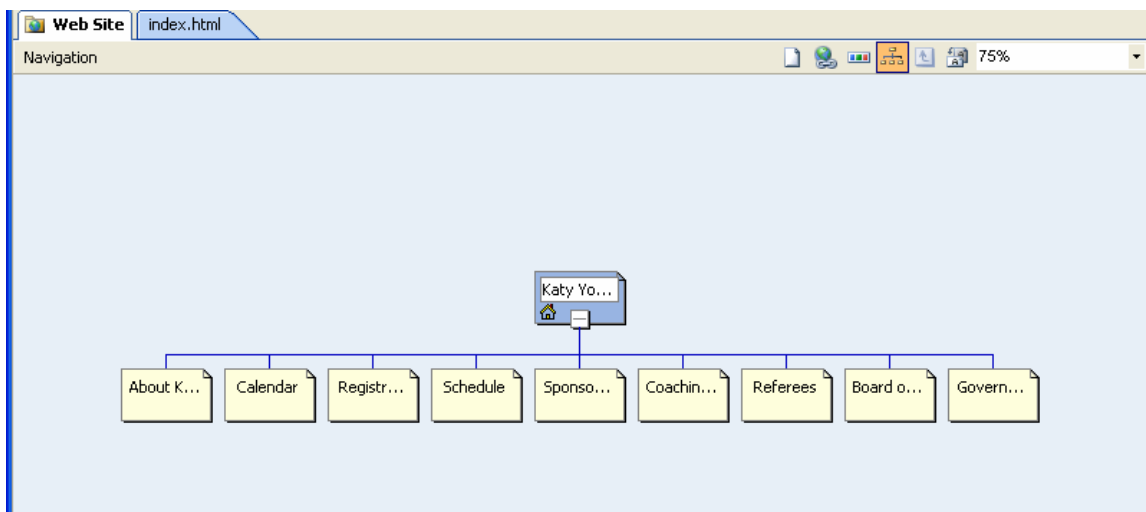 Web Site index.html
Navigation 75%
Katy Yo...
About K... Calendar Registr... Schedule Sponso... Coachin... Referees Board o... Govern...